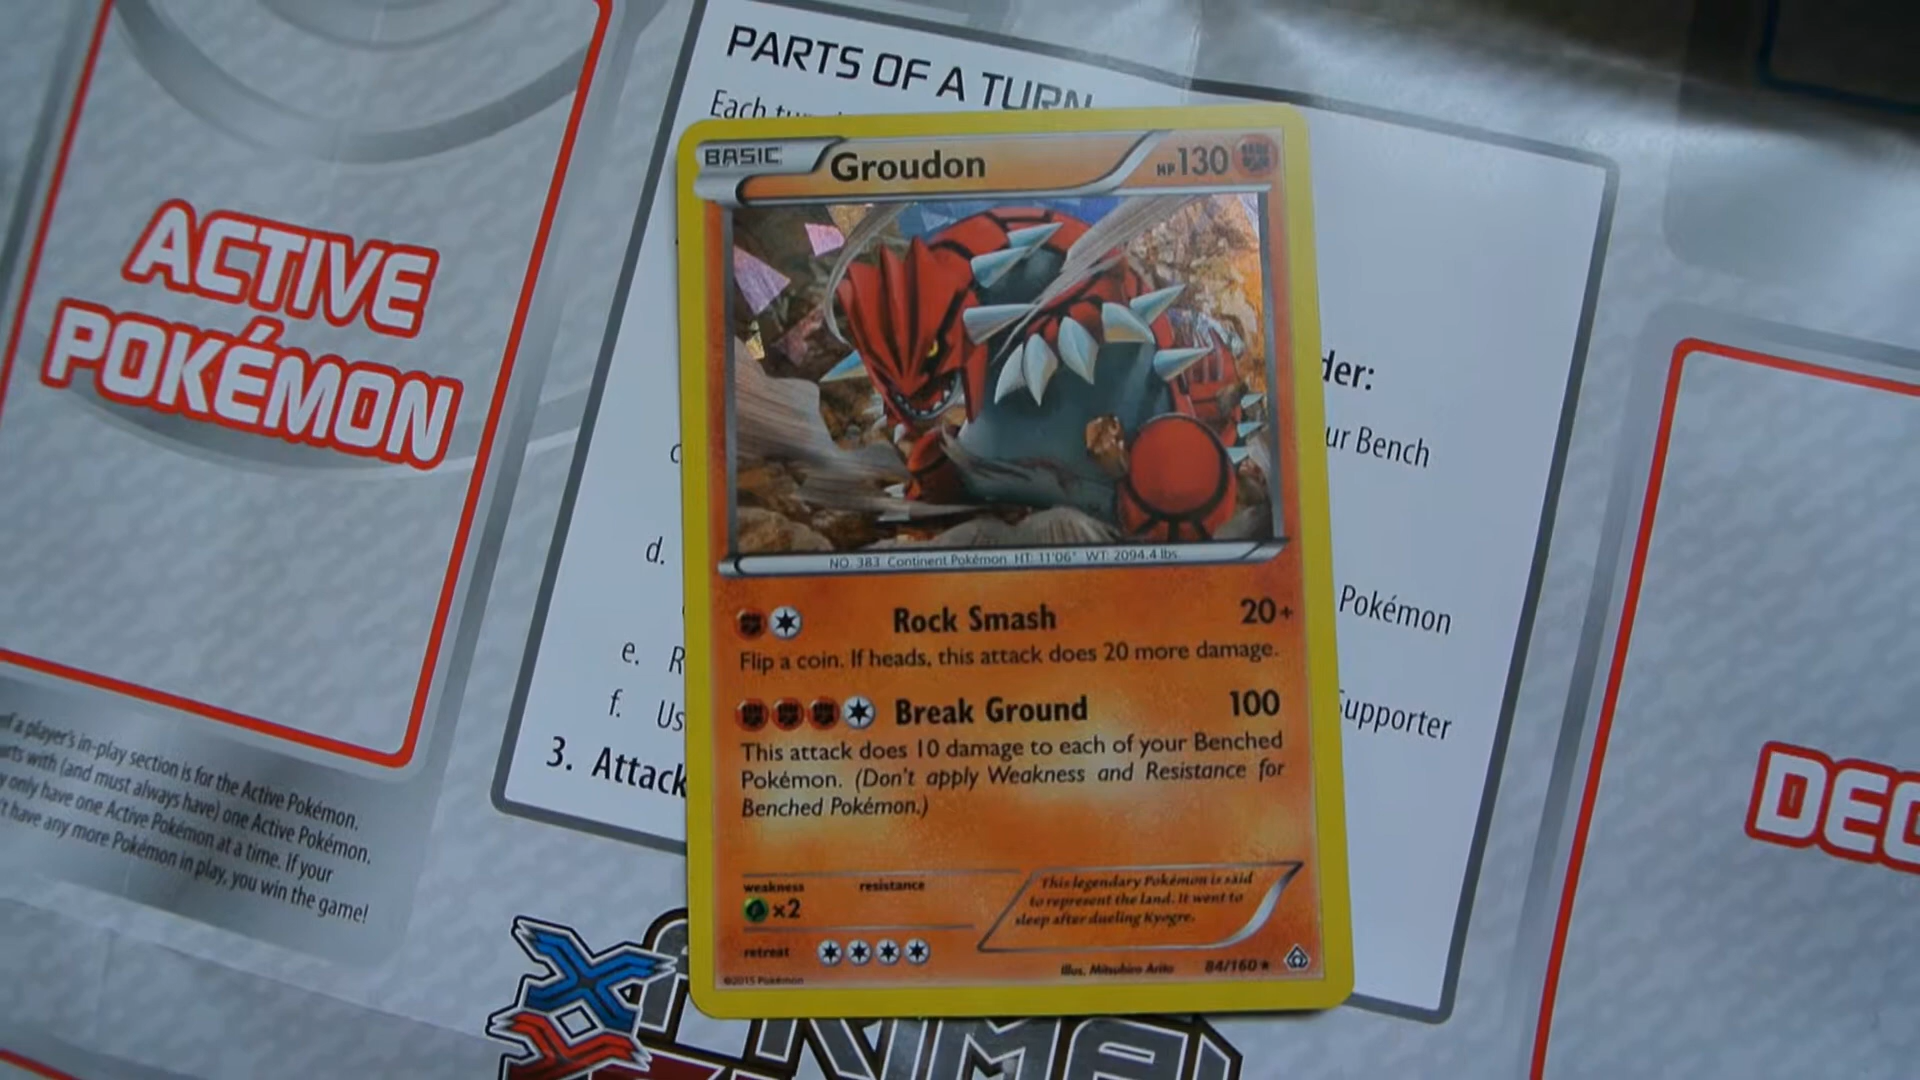 PARTS OF A TURN
Each
ACTIVE
POKÉMON
BASIC
Groudon
HP 130
NO. 383 Continent Pokémon HT: 11'06" WT: 2094.4 lbs
Rock Smash 20+
Flip a coin. If heads, this attack does 20 more damage.
Break Ground 100
This attack does 10 damage to each of your Benched
Pokémon. (Don't apply Weakness and Resistance for
Benched Pokémon.)
weakness resistance
×2
retreat
This legendary Pokémon is said
to represent the land. It went to
sleep after dueling Kyogre.
©2015 Pokémon
Illus. Mitsuhiro Arita 84/160
der:
ur Bench
d.
Pokémon
e. R
f. Us
Supporter
3. Attack
a player's in-play section is for the Active Pokémon.
with (and must always have) one Active Pokémon.
only have one Active Pokémon at a time. If your
have any more Pokémon in play, you win the game!
DEC
XY